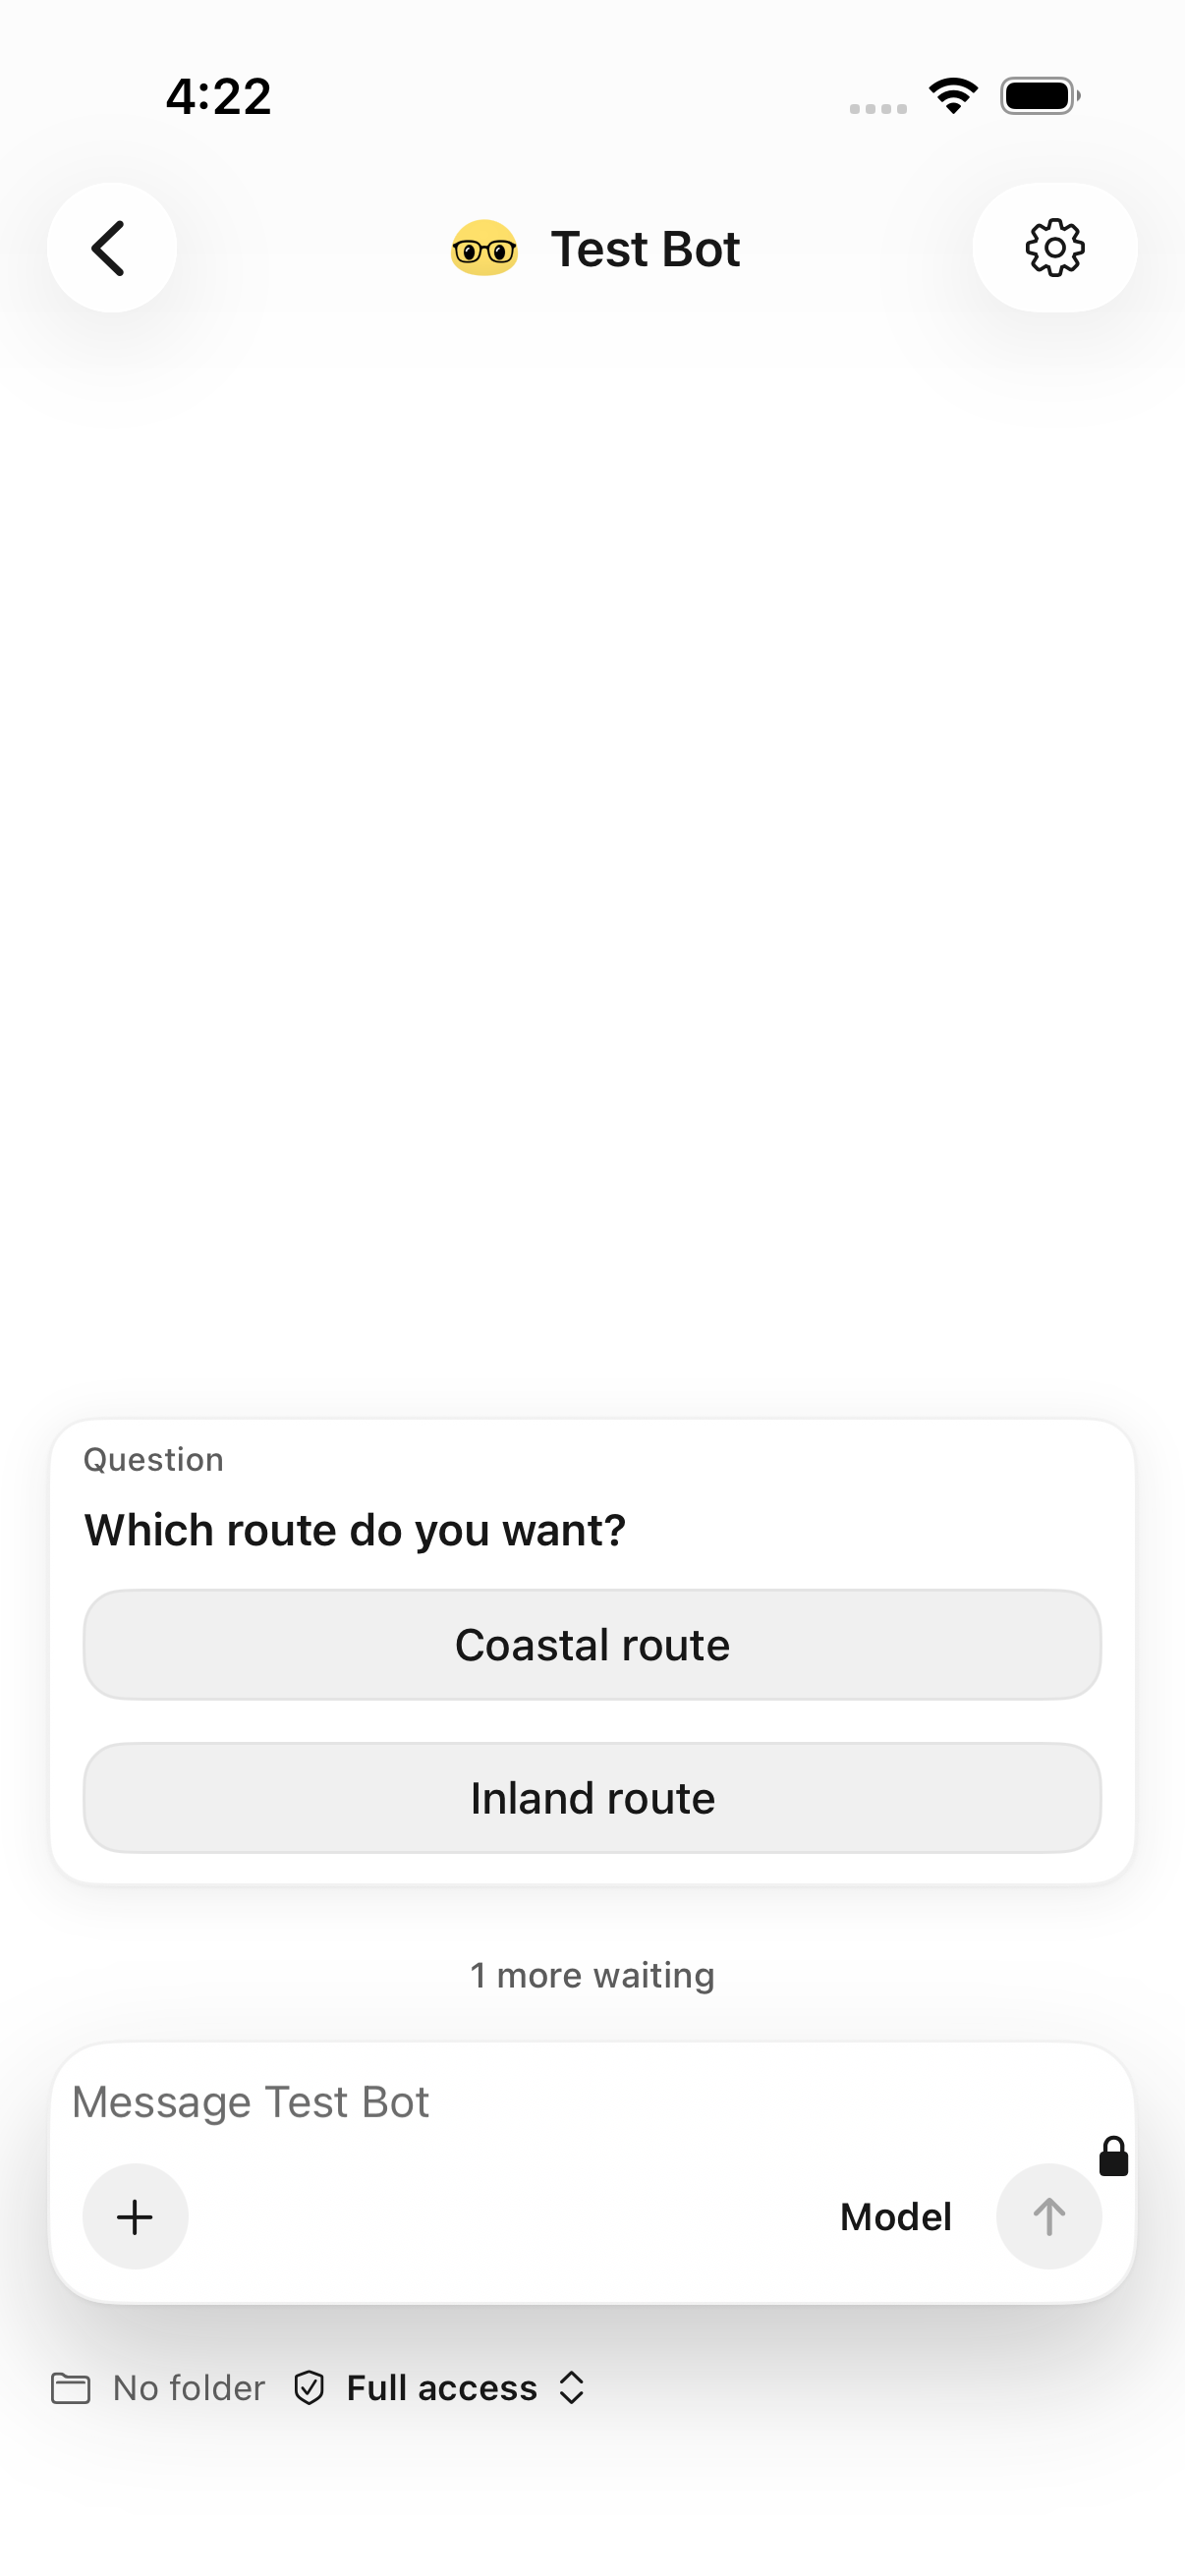 4:22
Test Bot
Question
Which route do you want?
Coastal route
Inland route
1 more waiting
Message Test Bot
Model
No folder Full access